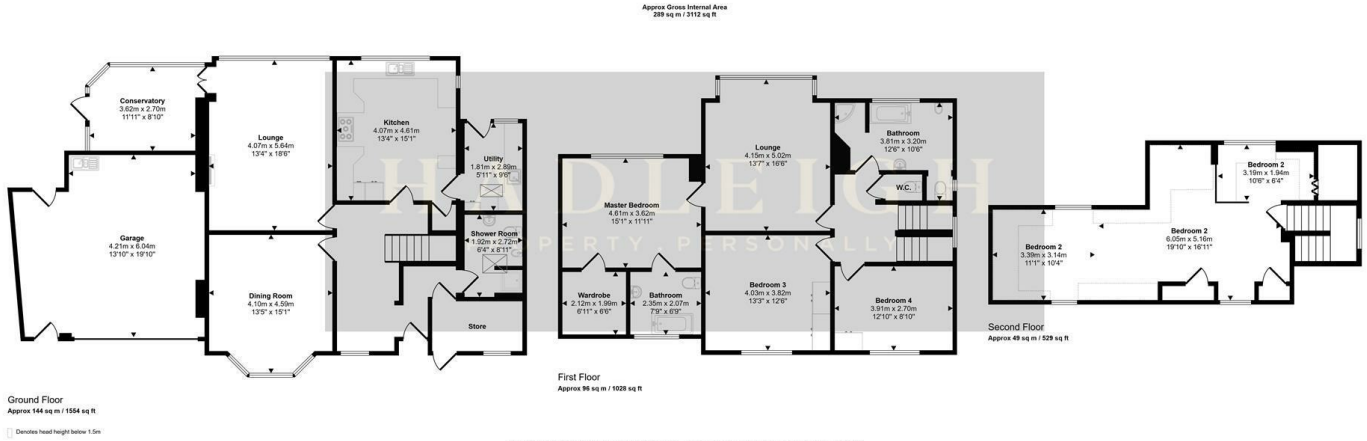 Approx Gross Internal Area
289 sq m / 3112 sq ft
Conservatory
3.62m x 2.70m
11'11" x 8'10"
Lounge
4.07m x 5.64m
13'4" x 18'6"
Kitchen
4.07m x 4.61m
13'4" x 15'1"
Utility
1.81m x 2.89m
5'11" x 9'6"
Garage
4.21m x 6.04m
13'10" x 19'10"
Shower Room
1.92m x 2.72m
6'4" x 8'11"
Dining Room
4.10m x 4.59m
13'5" x 15'1"
Store
Ground Floor
Approx 144 sq m / 1554 sq ft
Denotes head height below 1.5m
HADLEIGH
PROPERTY. PERSONALLY
Lounge
4.15m x 5.02m
13'7" x 16'6"
Bathroom
3.81m x 3.20m
12'6" x 10'6"
W.C.
Master Bedroom
4.61m x 3.62m
15'1" x 11'11"
Wardrobe
2.12m x 1.99m
6'11" x 6'6"
Bathroom
2.35m x 2.07m
7'9" x 6'9"
Bedroom 3
4.03m x 3.82m
13'3" x 12'6"
Bedroom 4
3.91m x 2.70m
12'10" x 8'10"
First Floor
Approx 96 sq m / 1028 sq ft
Bedroom 2
3.19m x 1.94m
10'6" x 6'4"
Bedroom 2
6.05m x 5.16m
19'10" x 16'11"
Bedroom 2
3.39m x 3.14m
11'1" x 10'4"
Second Floor
Approx 49 sq m / 529 sq ft